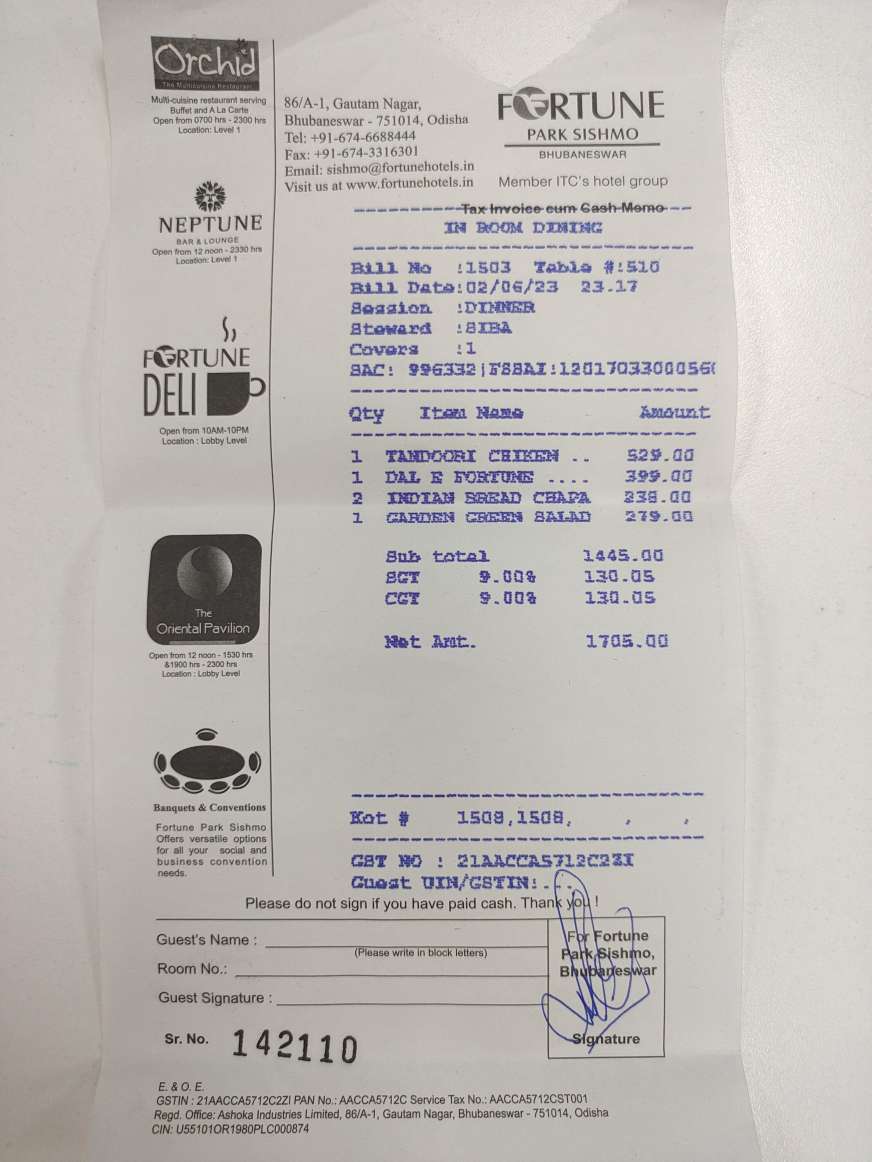 Orchid
The Multicuisine Restaurant
Multi-cuisine restaurant serving
Buffet and A La Carte
Open from 0700 hrs - 2300 hrs
Location: Level 1
NEPTUNE
BAR & LOUNGE
Open from 12 noon - 2330 hrs
Location: Level 1
FORTUNE
DELI
Open from 10AM-10PM
Location : Lobby Level
The
Oriental Pavilion
Open from 12 noon - 1530 hrs
&1900 hrs - 2300 hrs
Location : Lobby Level
Banquets & Conventions
Fortune Park Sishmo
Offers versatile options
for all your social and
business convention
needs.
86/A-1, Gautam Nagar,
Bhubaneswar - 751014, Odisha
Tel: +91-674-6688444
Fax: +91-674-3316301
Email: sishmo@fortunehotels.in
Visit us at www.fortunehotels.in
FORTUNE
PARK SISHMO
BHUBANESWAR
Member ITC's hotel group
Tax Invoice cum Cash Memo
IN ROOM DINING
Bill No :1503 Table #:510
Bill Date:02/06/23 23.17
Session :DINNER
Steward :SIBA
Covers :1
SAC: 996332|FSSAI:1201703300056
Qty Item Name Amount
1 TANDOORI CHIKEN .. 529.00
1 DAL E FORTUNE .... 399.00
2 INDIAN BREAD CHAPA 238.00
1 GARDEN GREEN SALAD 279.00
Sub total 1445.00
SGT 9.00% 130.05
CGT 9.00% 130.05
Net Amt. 1705.00
Kot # 1508,1508, , ,
GST NO : 21AACCA5712C2ZI
Guest UIN/GSTIN:...
Please do not sign if you have paid cash. Thank you !
Guest's Name :
(Please write in block letters)
Room No.:
Guest Signature :
For Fortune
Park Sishmo,
Bhubaneswar
Signature
Sr. No. 142110
E. & O. E.
GSTIN : 21AACCA5712C2ZI PAN No.: AACCA5712C Service Tax No.: AACCA5712CST001
Regd. Office: Ashoka Industries Limited, 86/A-1, Gautam Nagar, Bhubaneswar - 751014, Odisha
CIN: U55101OR1980PLC000874